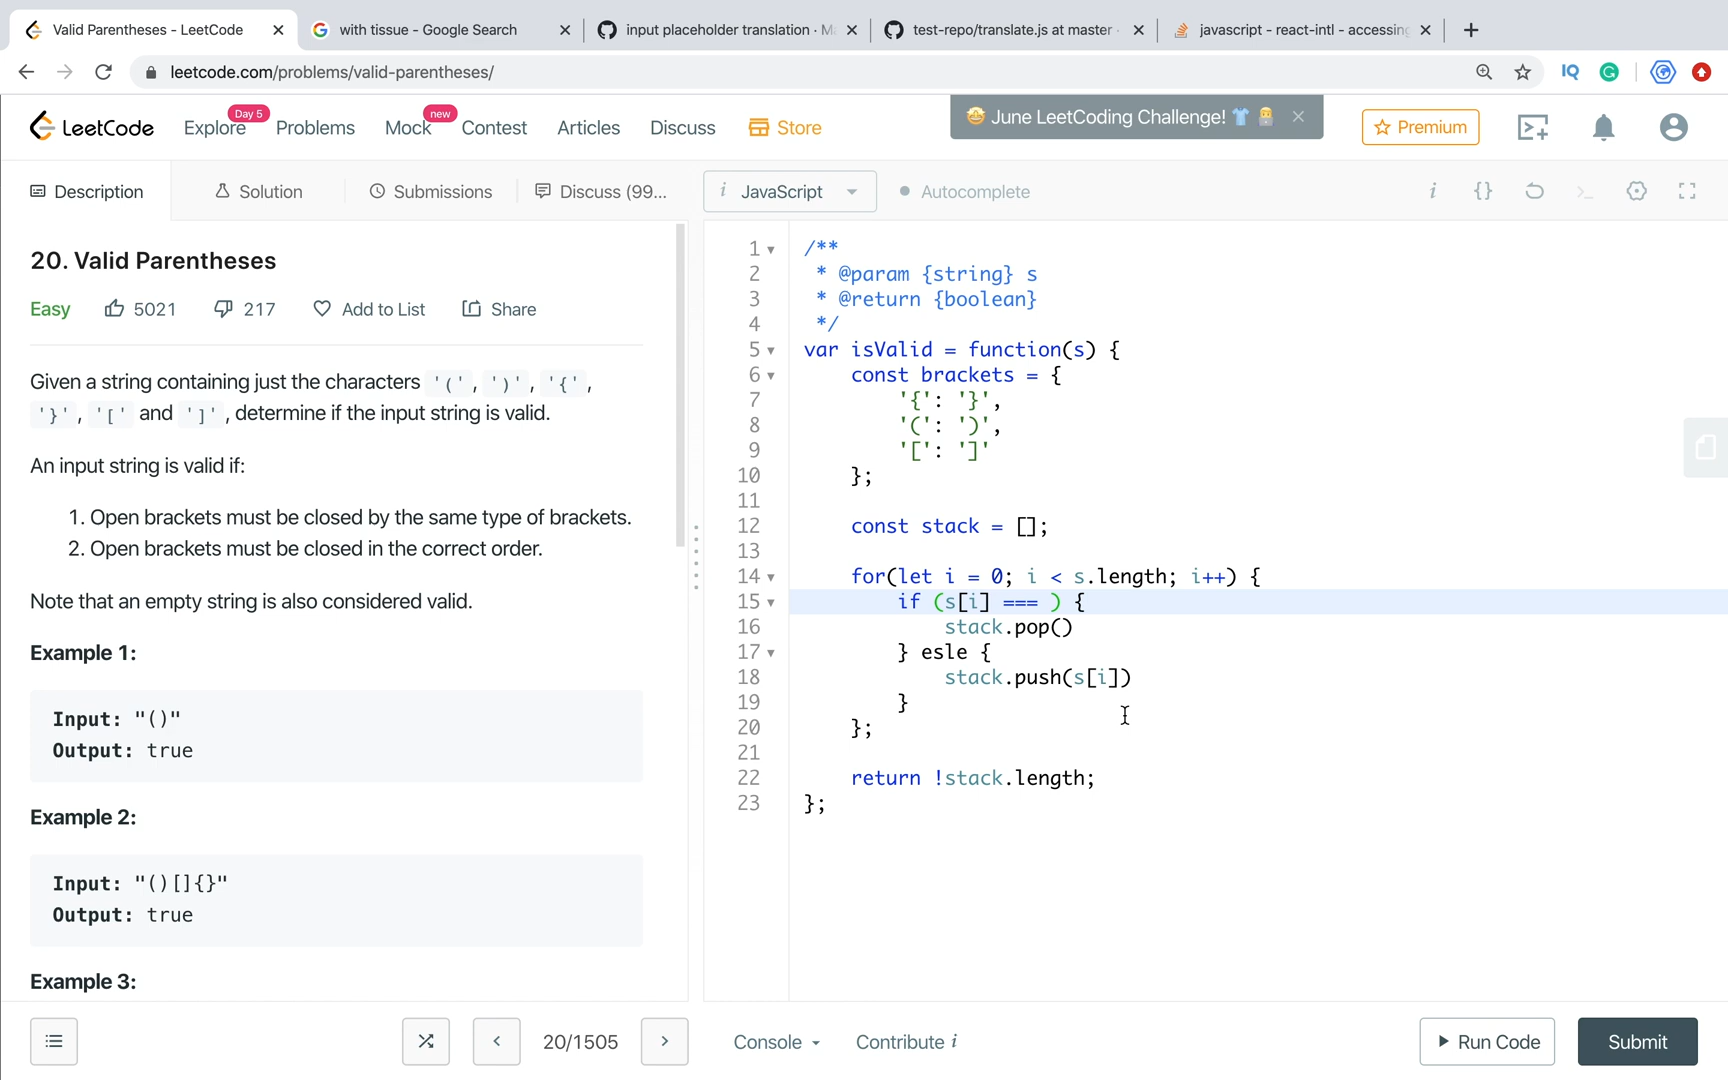 Valid Parentheses - LeetCode
with tissue - Google Search
input placeholder translation · Ma
test-repo/translate.js at master ·
javascript - react-intl - accessing
leetcode.com/problems/valid-parentheses/
IQ
LeetCode
Explore
Day 5
Problems
Mock
new
Contest
Articles
Discuss
Store
June LeetCoding Challenge!
Premium
Description
Solution
Submissions
Discuss (99...
i JavaScript
Autocomplete
20. Valid Parentheses
Easy
5021
217
Add to List
Share
Given a string containing just the characters '(', ')', '{',
'}', '[' and ']', determine if the input string is valid.
An input string is valid if:
1. Open brackets must be closed by the same type of brackets.
2. Open brackets must be closed in the correct order.
Note that an empty string is also considered valid.
Example 1:
Input: "()"
Output: true
Example 2:
Input: "()[]{}"
Output: true
Example 3:
1 /**
2 * @param {string} s
3 * @return {boolean}
4 */
5 var isValid = function(s) {
6 const brackets = {
7 '{': '}',
8 '(': ')',
9 '[': ']'
10 };
11
12 const stack = [];
13
14 for(let i = 0; i < s.length; i++) {
15 if (s[i] === ) {
16 stack.pop()
17 } esle {
18 stack.push(s[i])
19 }
20 };
21
22 return !stack.length;
23 };
20/1505
Console
Contribute i
Run Code
Submit